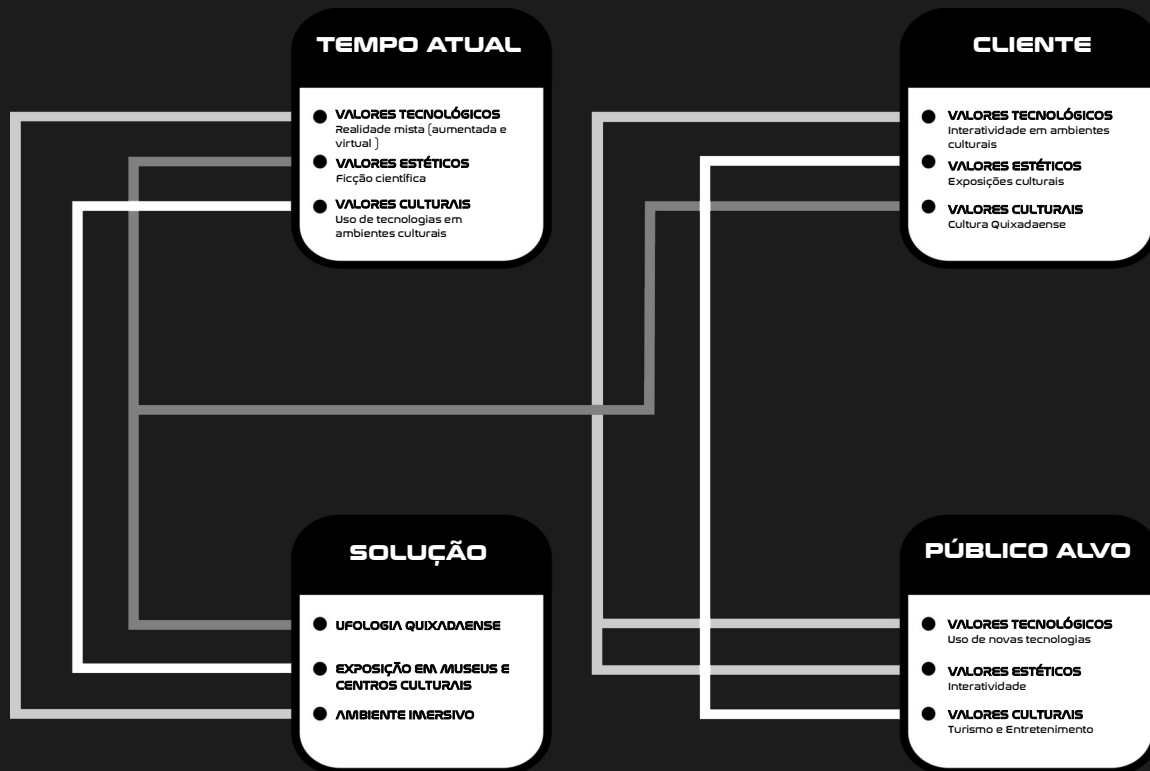 TEMPO ATUAL
VALORES TECNOLÓGICOS
Realidade mista (aumentada e
virtual )
VALORES ESTÉTICOS
Ficção científica
VALORES CULTURAIS
Uso de tecnologias em
ambientes culturais
CLIENTE
VALORES TECNOLÓGICOS
Interatividade em ambientes
culturais
VALORES ESTÉTICOS
Exposições culturais
VALORES CULTURAIS
Cultura Quixadaense
SOLUÇÃO
UFOLOGIA QUIXADAENSE
EXPOSIÇÃO EM MUSEUS E
CENTROS CULTURAIS
AMBIENTE IMERSIVO
PÚBLICO ALVO
VALORES TECNOLÓGICOS
Uso de novas tecnologias
VALORES ESTÉTICOS
Interatividade
VALORES CULTURAIS
Turismo e Entretenimento